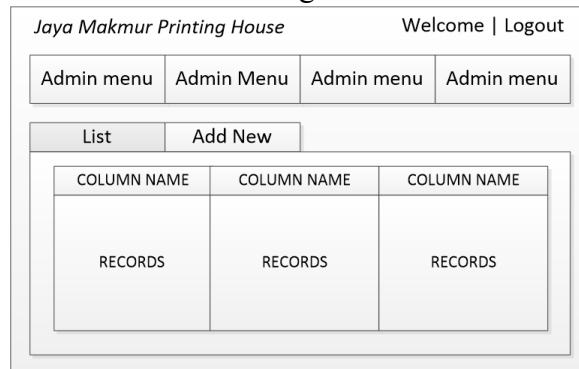 Jaya Makmur Printing House Welcome | Logout
Admin menu Admin Menu Admin menu Admin menu
List Add New
COLUMN NAME COLUMN NAME COLUMN NAME
RECORDS RECORDS RECORDS